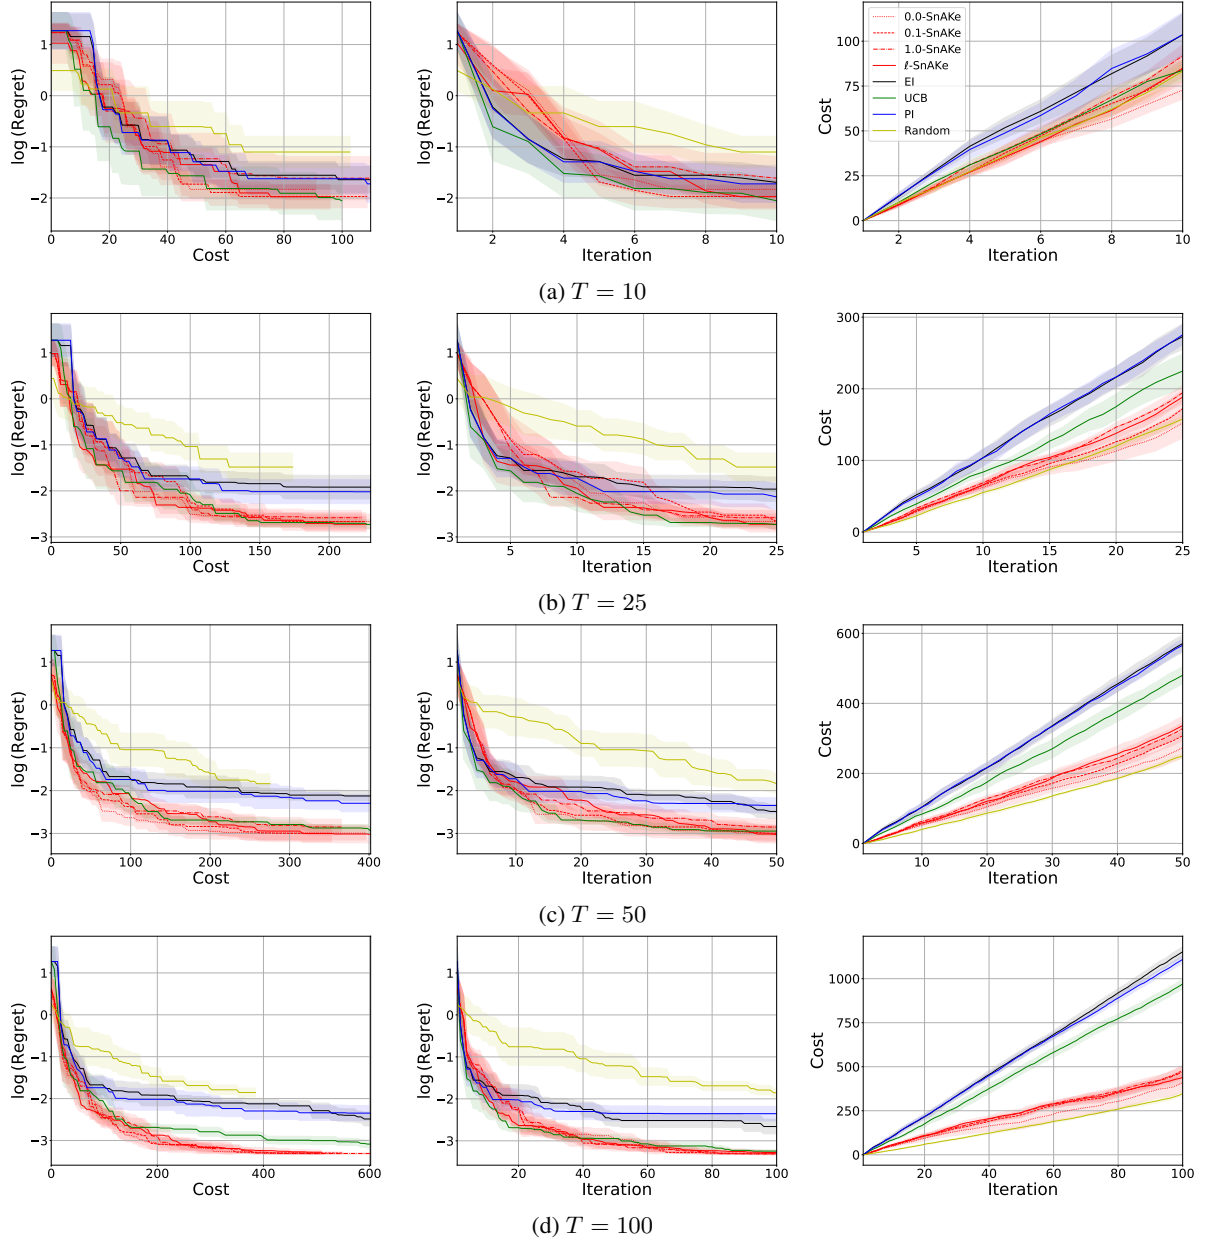 1
0
−1
−2
log (Regret)
0 20 40 60 80 100
Cost
1
0
−1
−2
log (Regret)
2 4 6 8 10
Iteration
100
75
50
25
0
Cost
2 4 6 8 10
Iteration
0.0-SnAKe
0.1-SnAKe
1.0-SnAKe
ℓ-SnAKe
EI
UCB
PI
Random
(a) T = 10
1
0
−1
−2
−3
log (Regret)
0 50 100 150 200
Cost
1
0
−1
−2
−3
log (Regret)
5 10 15 20 25
Iteration
300
200
100
0
Cost
5 10 15 20 25
Iteration
(b) T = 25
1
0
−1
−2
−3
log (Regret)
0 100 200 300 400
Cost
1
0
−1
−2
−3
log (Regret)
10 20 30 40 50
Iteration
600
400
200
0
Cost
10 20 30 40 50
Iteration
(c) T = 50
1
0
−1
−2
−3
log (Regret)
0 200 400 600
Cost
1
0
−1
−2
−3
log (Regret)
20 40 60 80 100
Iteration
1000
750
500
250
0
Cost
20 40 60 80 100
Iteration
(d) T = 100